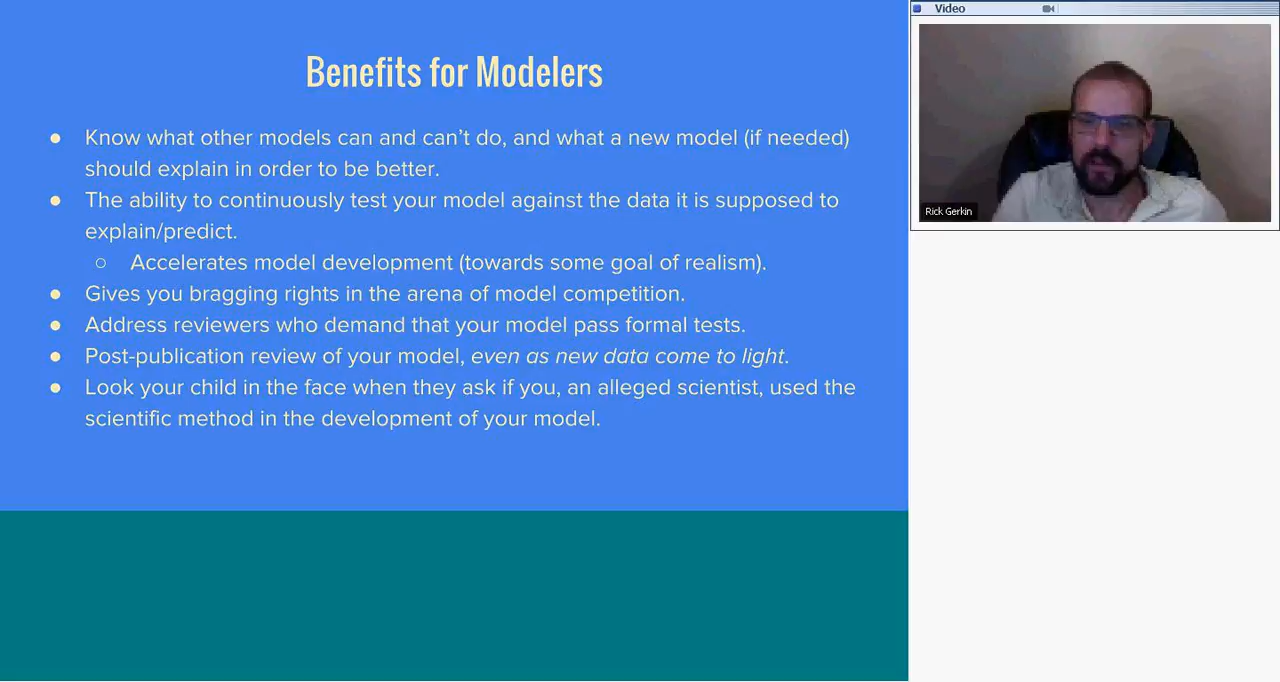 Benefits for Modelers
● Know what other models can and can't do, and what a new model (if needed)
should explain in order to be better.
● The ability to continuously test your model against the data it is supposed to
explain/predict.
○ Accelerates model development (towards some goal of realism).
● Gives you bragging rights in the arena of model competition.
● Address reviewers who demand that your model pass formal tests.
● Post-publication review of your model, even as new data come to light.
● Look your child in the face when they ask if you, an alleged scientist, used the
scientific method in the development of your model.
Video
Rick Gerkin